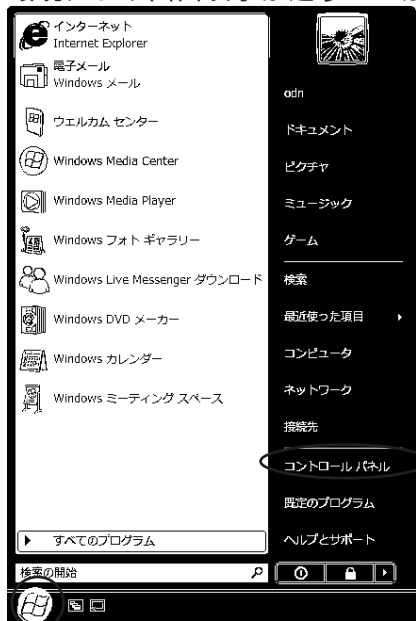 インターネット
Internet Explorer
電子メール
Windows メール
ウエルカム センター
Windows Media Center
Windows Media Player
Windows フォト ギャラリー
Windows Live Messenger ダウンロード
Windows DVD メーカー
Windows カレンダー
Windows ミーティング スペース
すべてのプログラム
検索の開始
odn
ドキュメント
ピクチャ
ミュージック
ゲーム
検索
最近使った項目
コンピュータ
ネットワーク
接続先
コントロール パネル
既定のプログラム
ヘルプとサポート